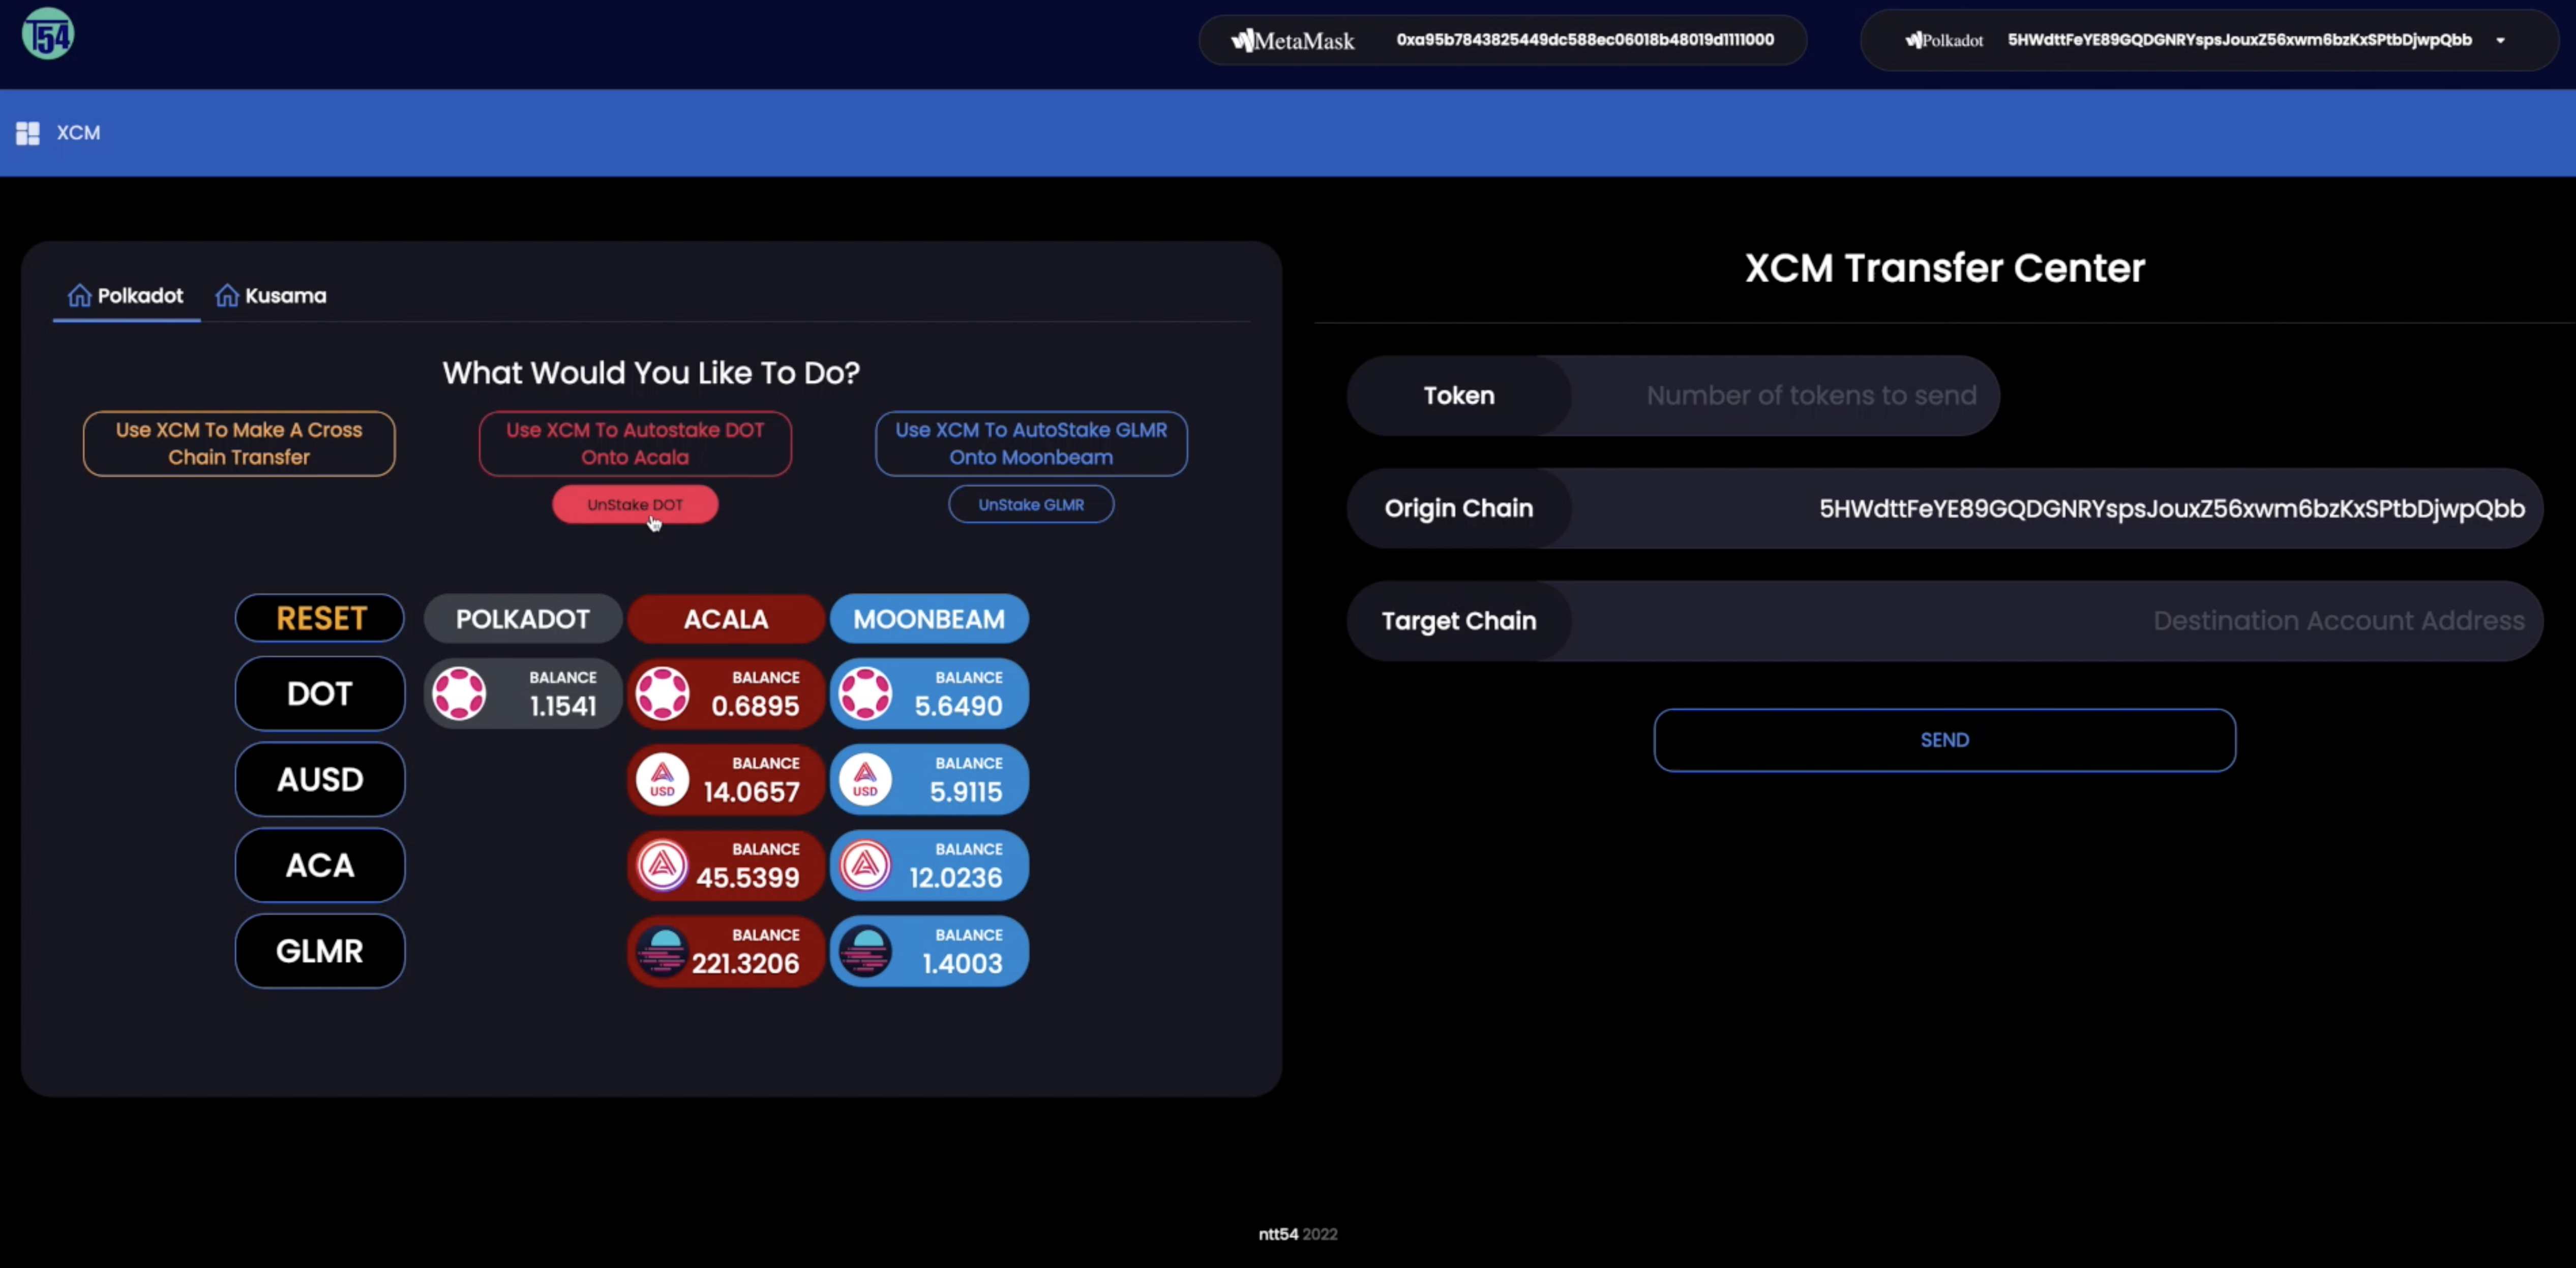 T54
MetaMask 0xa95b7843825449dc588ec06018b48019d1111000
Polkadot 5HWdttFeYE89GQDGNRYspsJouxZ56xwm6bzKxSPtbDjwpQbb
XCM
Polkadot Kusama
What Would You Like To Do?
Use XCM To Make A Cross
Chain Transfer
Use XCM To Autostake DOT
Onto Acala
UnStake DOT
Use XCM To AutoStake GLMR
Onto Moonbeam
UnStake GLMR
RESET POLKADOT ACALA MOONBEAM
DOT
BALANCE
1.1541
BALANCE
0.6895
BALANCE
5.6490
AUSD
USD
BALANCE
14.0657
USD
BALANCE
5.9115
ACA
BALANCE
45.5399
BALANCE
12.0236
GLMR
BALANCE
221.3206
BALANCE
1.4003
XCM Transfer Center
Token Number of tokens to send
Origin Chain 5HWdttFeYE89GQDGNRYspsJouxZ56xwm6bzKxSPtbDjwpQbb
Target Chain Destination Account Address
SEND
ntt54 2022